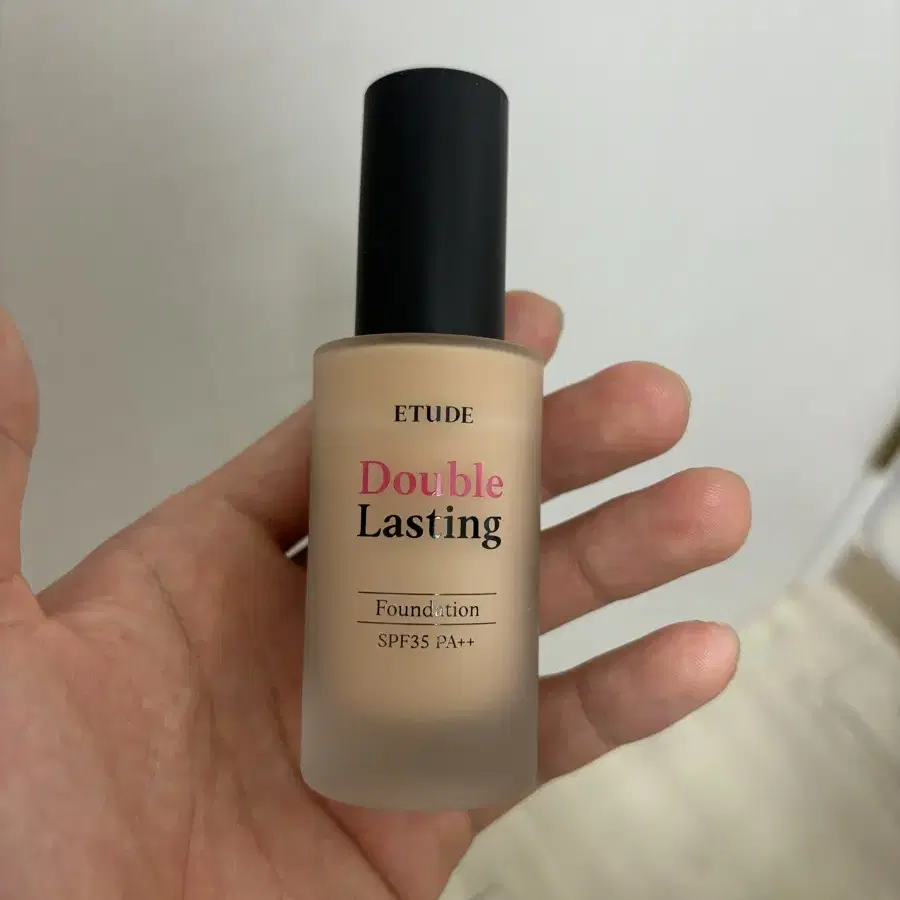 ETUDE
Double
Lasting
Foundation
SPF35 PA++